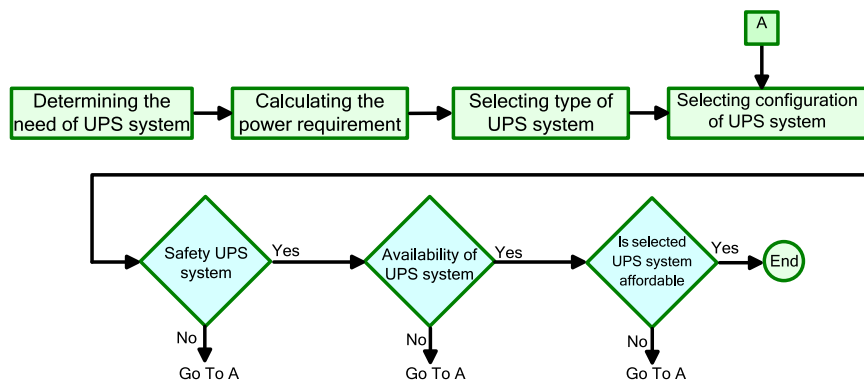 A
Determining the
need of UPS system
Calculating the
power requirement
Selecting type of
UPS system
Selecting configuration
of UPS system
Safety UPS
system
Yes
No
Go To A
Availability of
UPS system
Yes
No
Go To A
Is selected
UPS system
affordable
Yes
No
Go To A
End